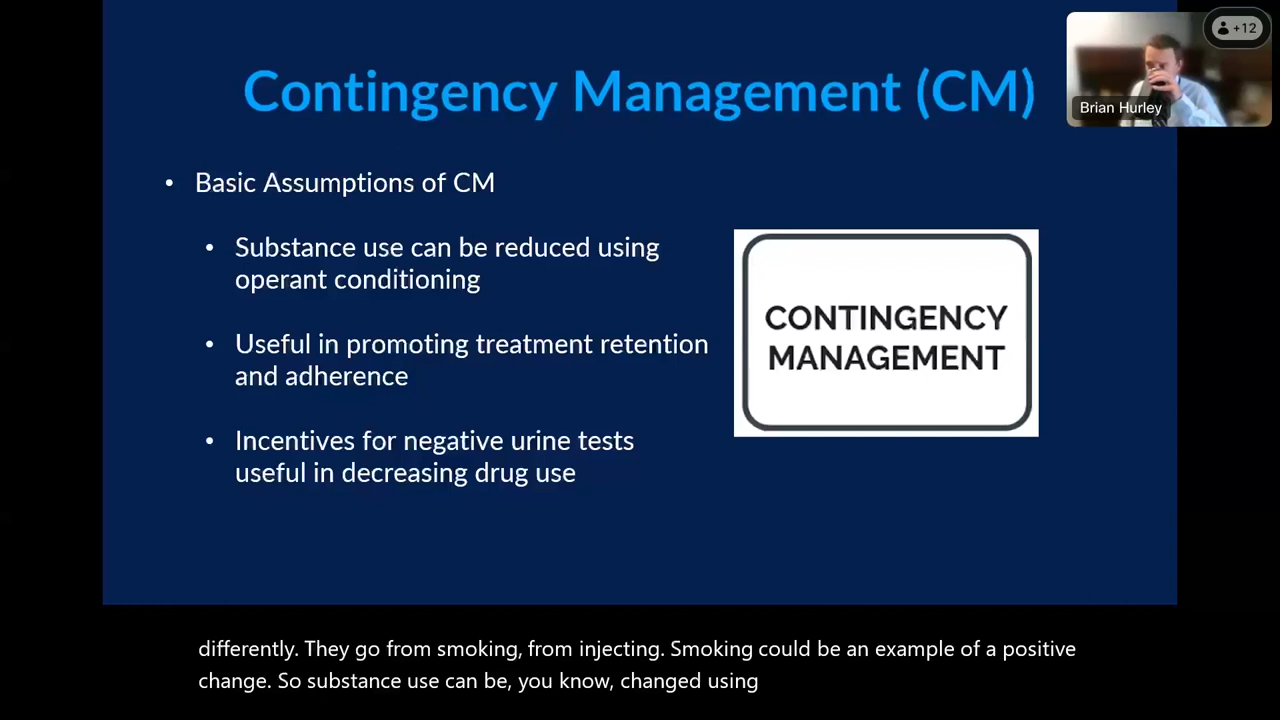 Contingency Management (CM)
+12
Brian Hurley
• Basic Assumptions of CM
• Substance use can be reduced using
operant conditioning
• Useful in promoting treatment retention
and adherence
• Incentives for negative urine tests
useful in decreasing drug use
CONTINGENCY
MANAGEMENT
differently. They go from smoking, from injecting. Smoking could be an example of a positive
change. So substance use can be, you know, changed using